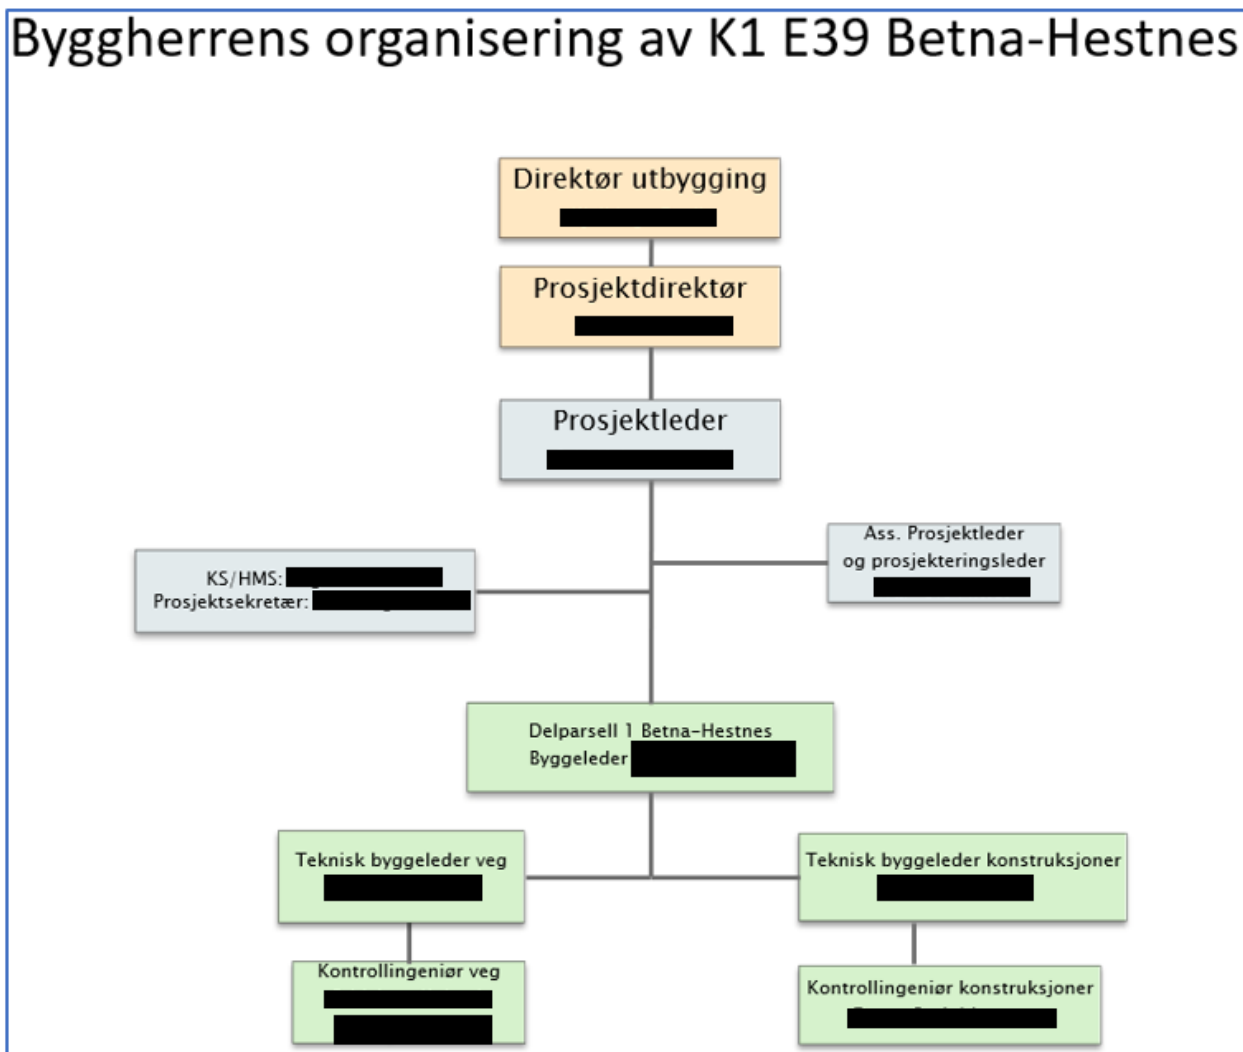 Byggherrens organisering av K1 E39 Betna-Hestnes
Direktør utbygging
Prosjektdirektør
Prosjektleder
Ass. Prosjektleder
og prosjekteringsleder
KS/HMS:
Prosjektsekretær:
Delparsell 1 Betna-Hestnes
Byggeleder
Teknisk byggeleder veg
Teknisk byggeleder konstruksjoner
Kontrollingeniør veg
Kontrollingeniør konstruksjoner